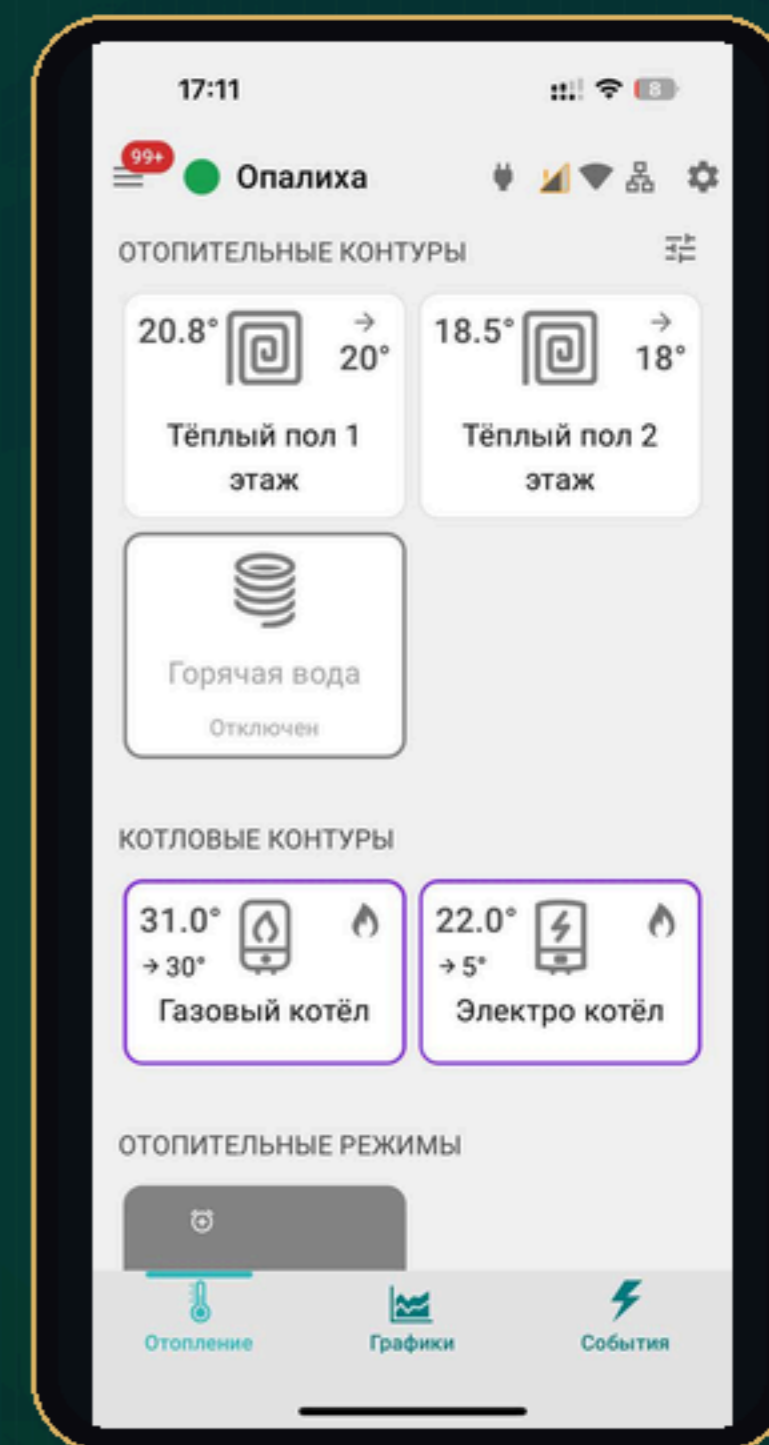 17:11
8
99+
Опалиха
ОТОПИТЕЛЬНЫЕ КОНТУРЫ
20.8° → 20°
Тёплый пол 1
этаж
18.5° → 18°
Тёплый пол 2
этаж
Горячая вода
Отключен
КОТЛОВЫЕ КОНТУРЫ
31.0°
→ 30°
Газовый котёл
22.0°
→ 5°
Электро котёл
ОТОПИТЕЛЬНЫЕ РЕЖИМЫ
Отопление
Графики
События